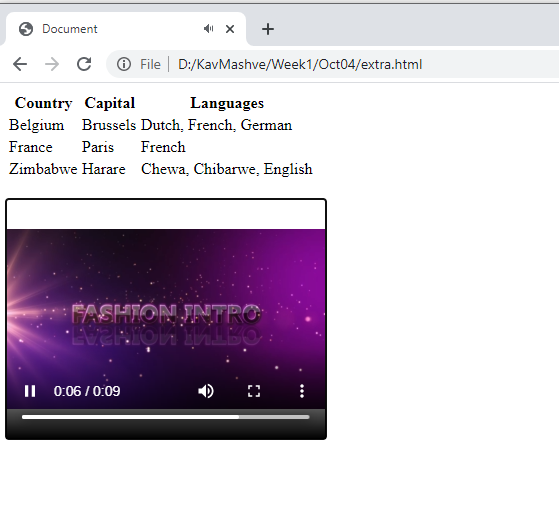 Document
File D:/KavMashve/Week1/Oct04/extra.html
Country Capital Languages
Belgium Brussels Dutch, French, German
France Paris French
Zimbabwe Harare Chewa, Chibarwe, English
FASHION INTRO
0:06 / 0:09